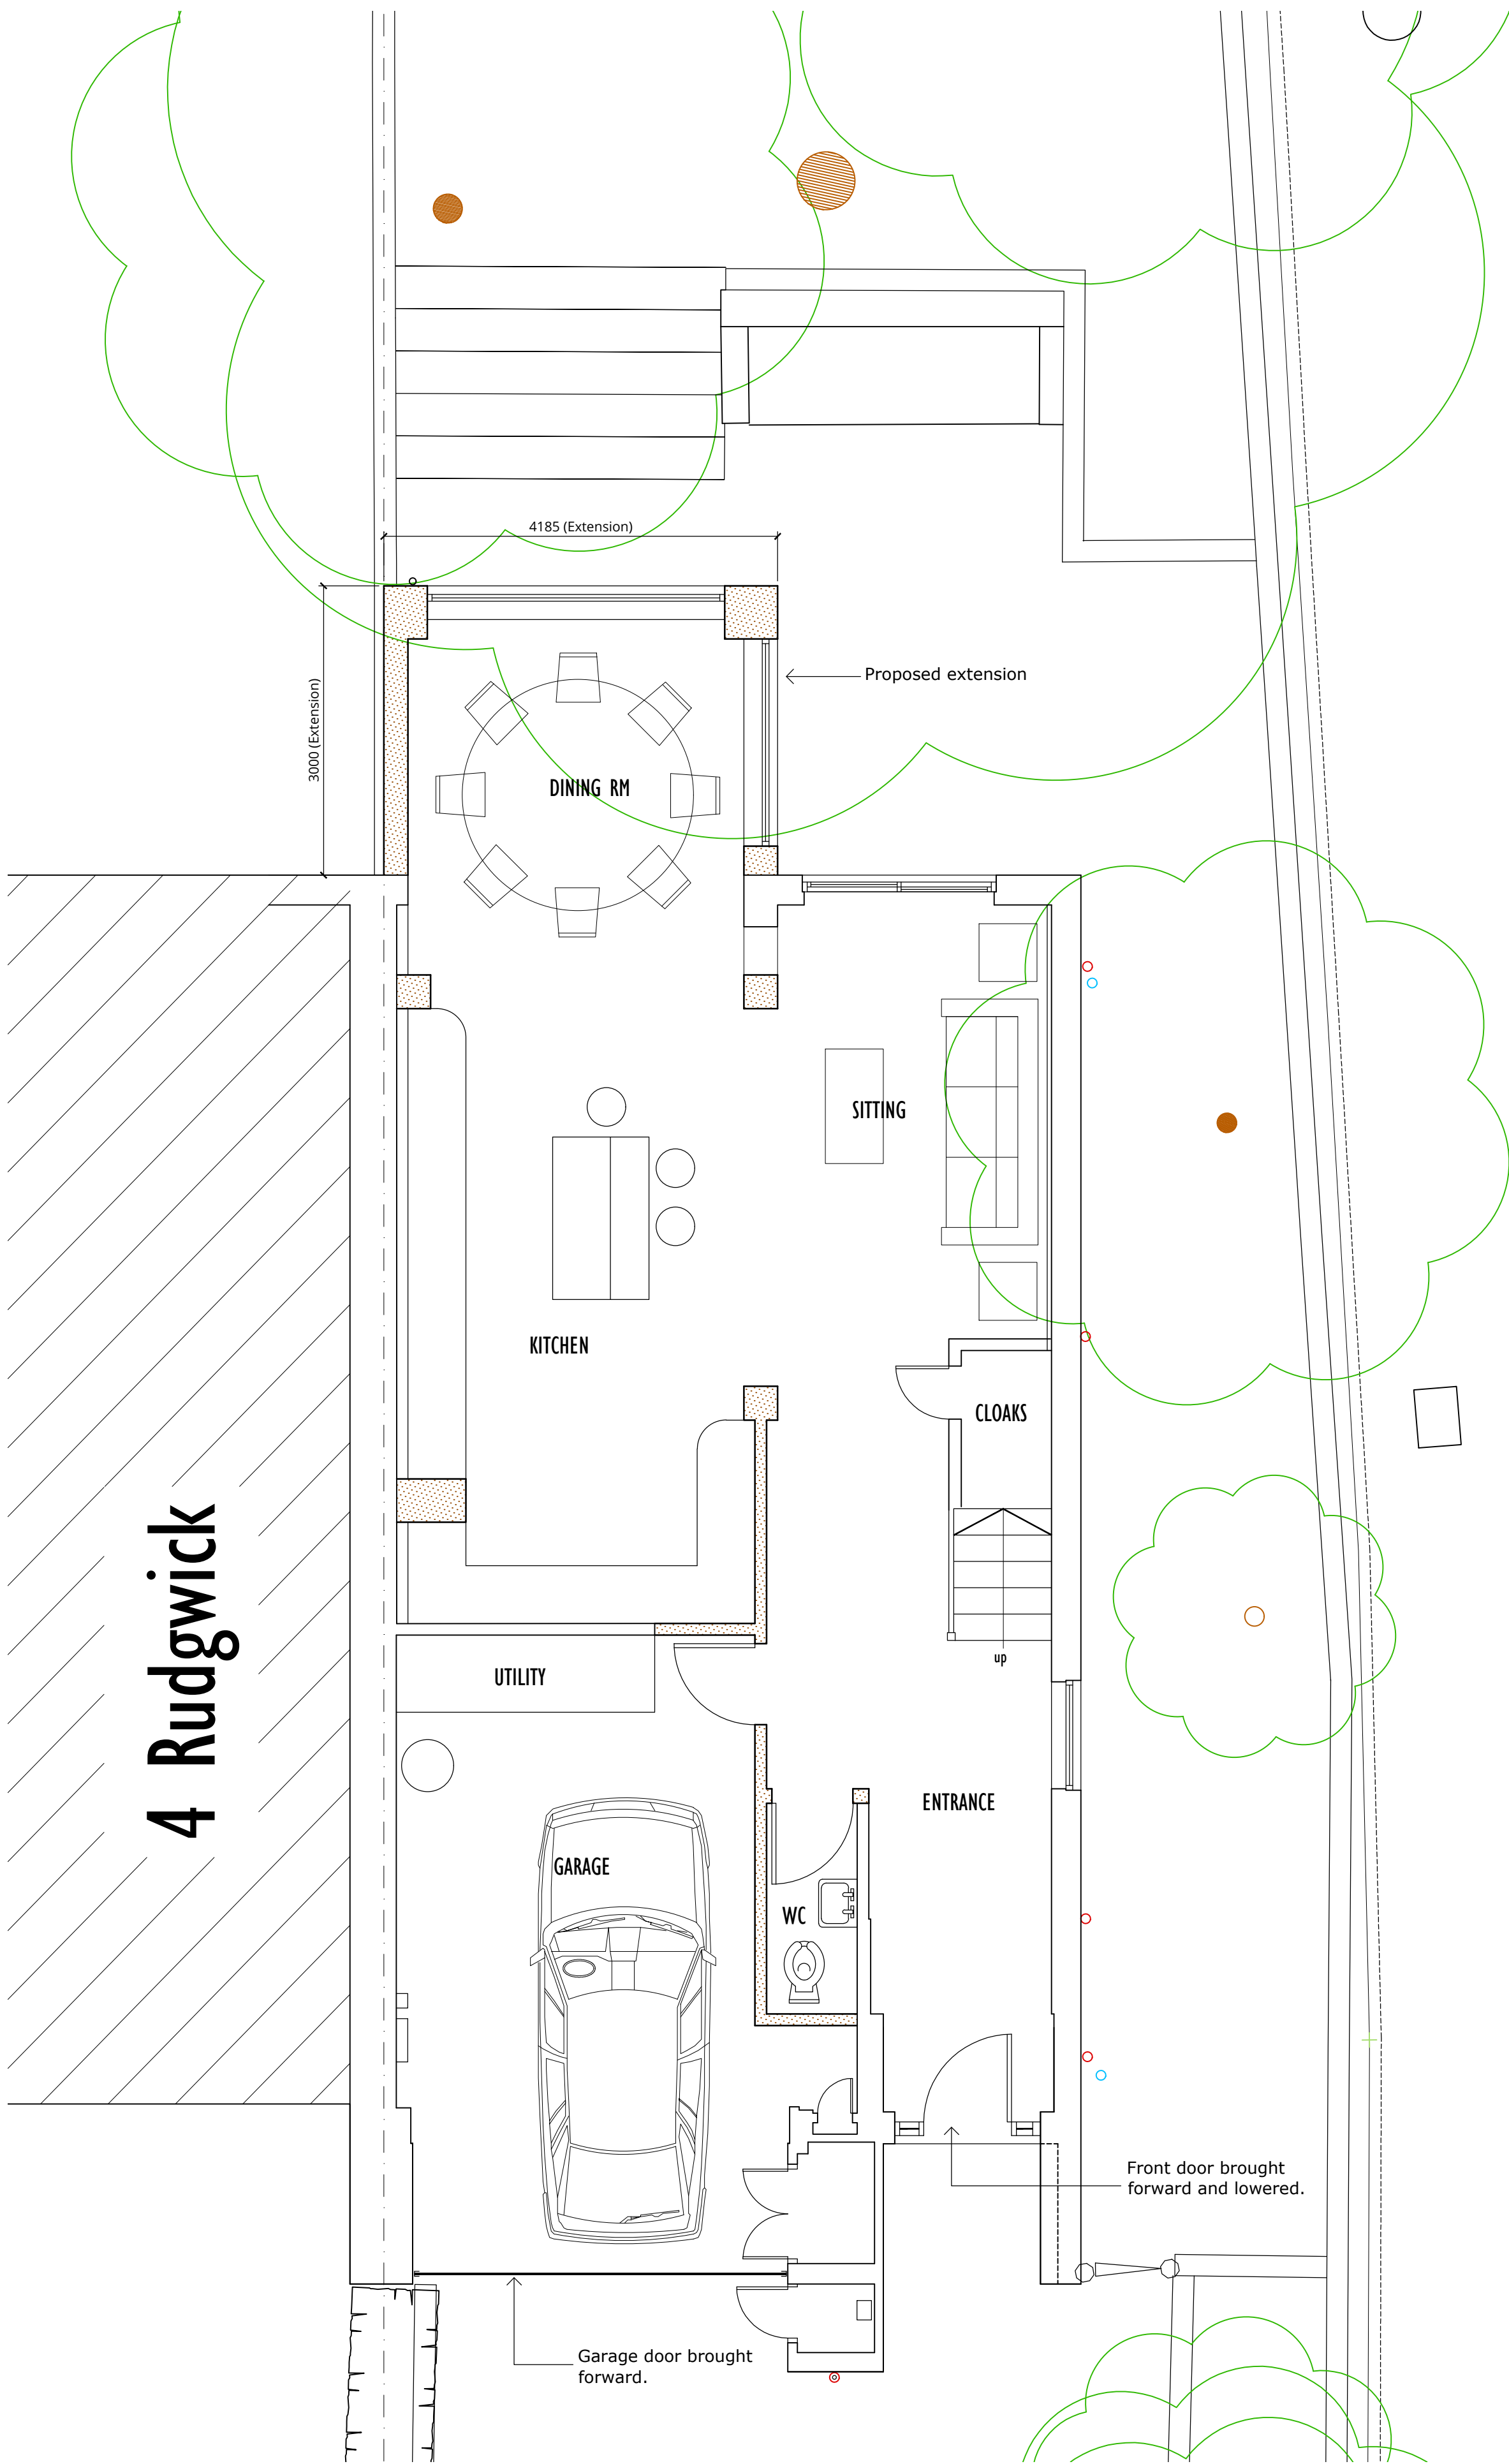 4185 (Extension)
3000 (Extension)
Proposed extension
DINING RM
SITTING
KITCHEN
CLOAKS
4 Rudgwick
up
UTILITY
ENTRANCE
GARAGE
WC
Front door brought
forward and lowered.
Garage door brought
forward.